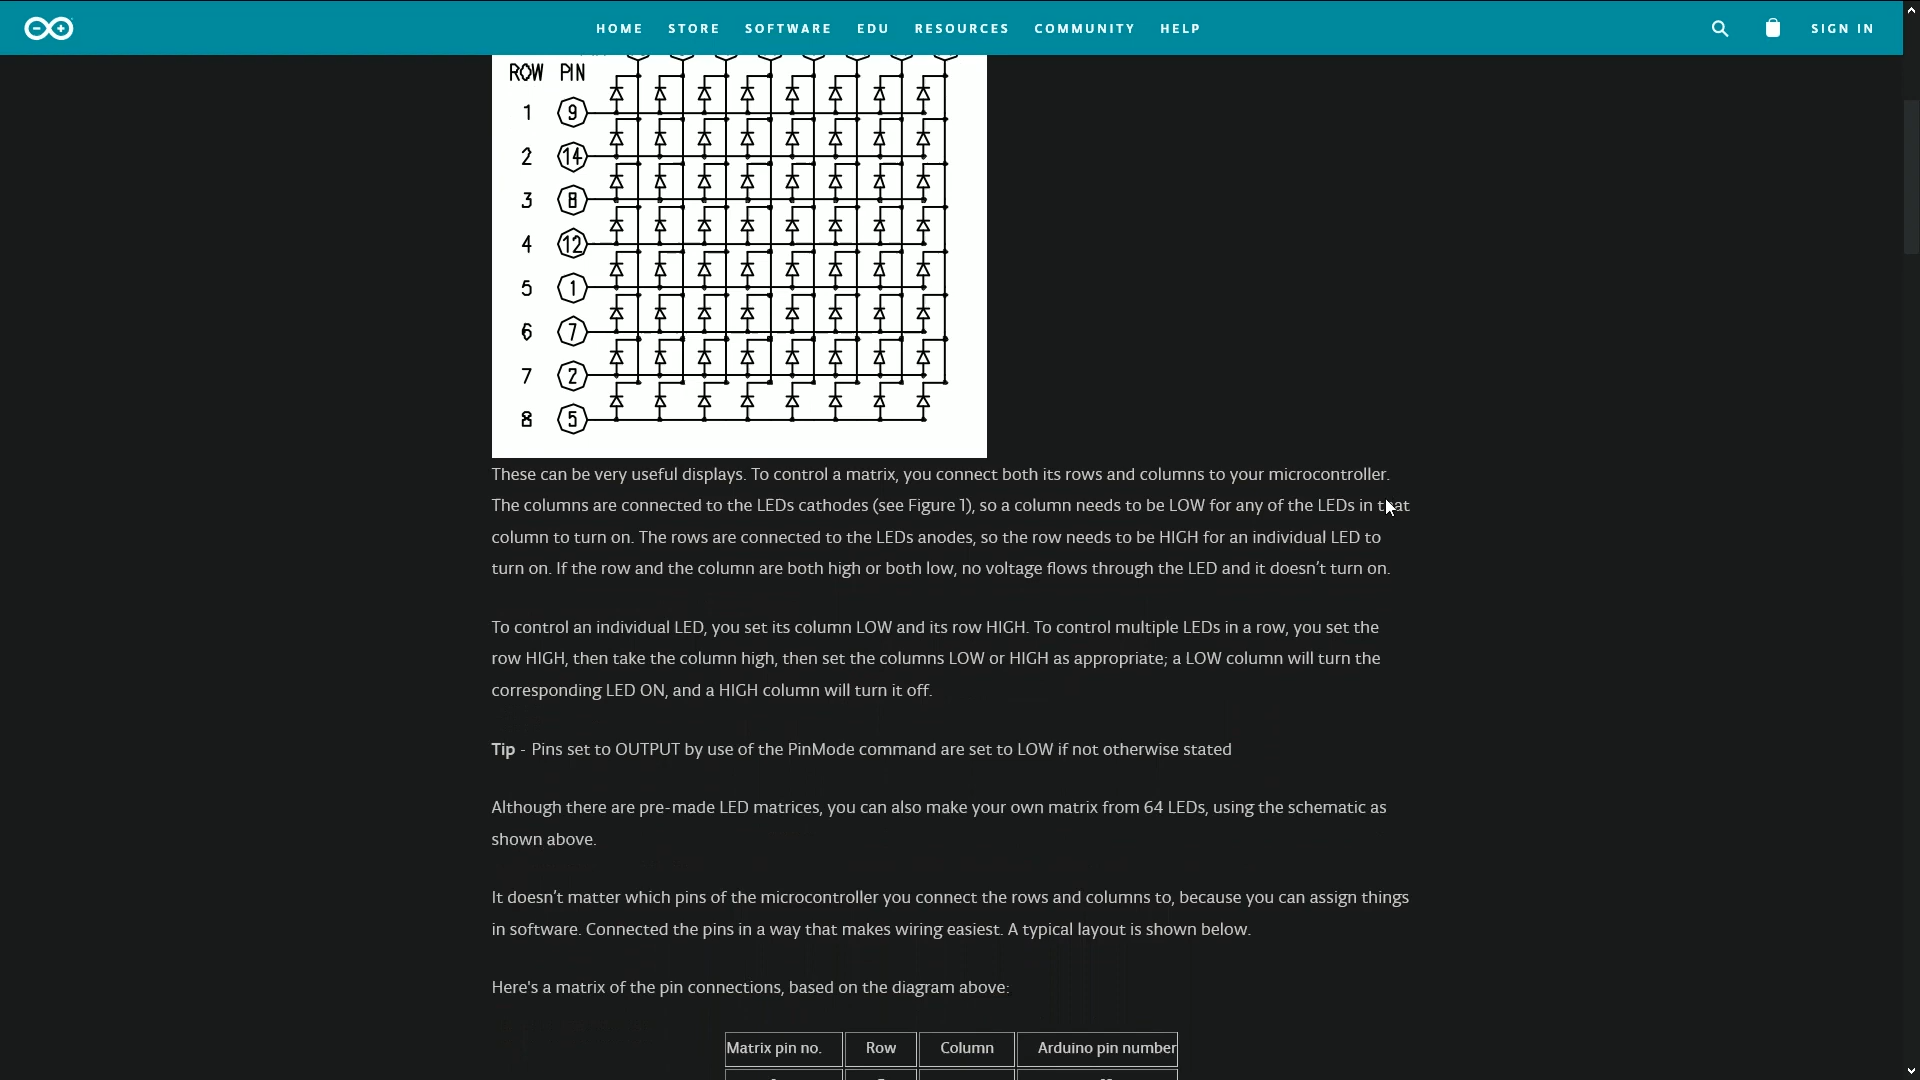 HOME STORE SOFTWARE EDU RESOURCES COMMUNITY HELP SIGN IN
ROW PIN
1 9
2 14
3 8
4 12
5 1
6 7
7 2
8 5
These can be very useful displays. To control a matrix, you connect both its rows and columns to your microcontroller.
The columns are connected to the LEDs cathodes (see Figure 1), so a column needs to be LOW for any of the LEDs in that
column to turn on. The rows are connected to the LEDs anodes, so the row needs to be HIGH for an individual LED to
turn on. If the row and the column are both high or both low, no voltage flows through the LED and it doesn’t turn on.
To control an individual LED, you set its column LOW and its row HIGH. To control multiple LEDs in a row, you set the
row HIGH, then take the column high, then set the columns LOW or HIGH as appropriate; a LOW column will turn the
corresponding LED ON, and a HIGH column will turn it off.
Tip - Pins set to OUTPUT by use of the PinMode command are set to LOW if not otherwise stated
Although there are pre-made LED matrices, you can also make your own matrix from 64 LEDs, using the schematic as
shown above.
It doesn’t matter which pins of the microcontroller you connect the rows and columns to, because you can assign things
in software. Connected the pins in a way that makes wiring easiest. A typical layout is shown below.
Here's a matrix of the pin connections, based on the diagram above:
Matrix pin no. Row Column Arduino pin number